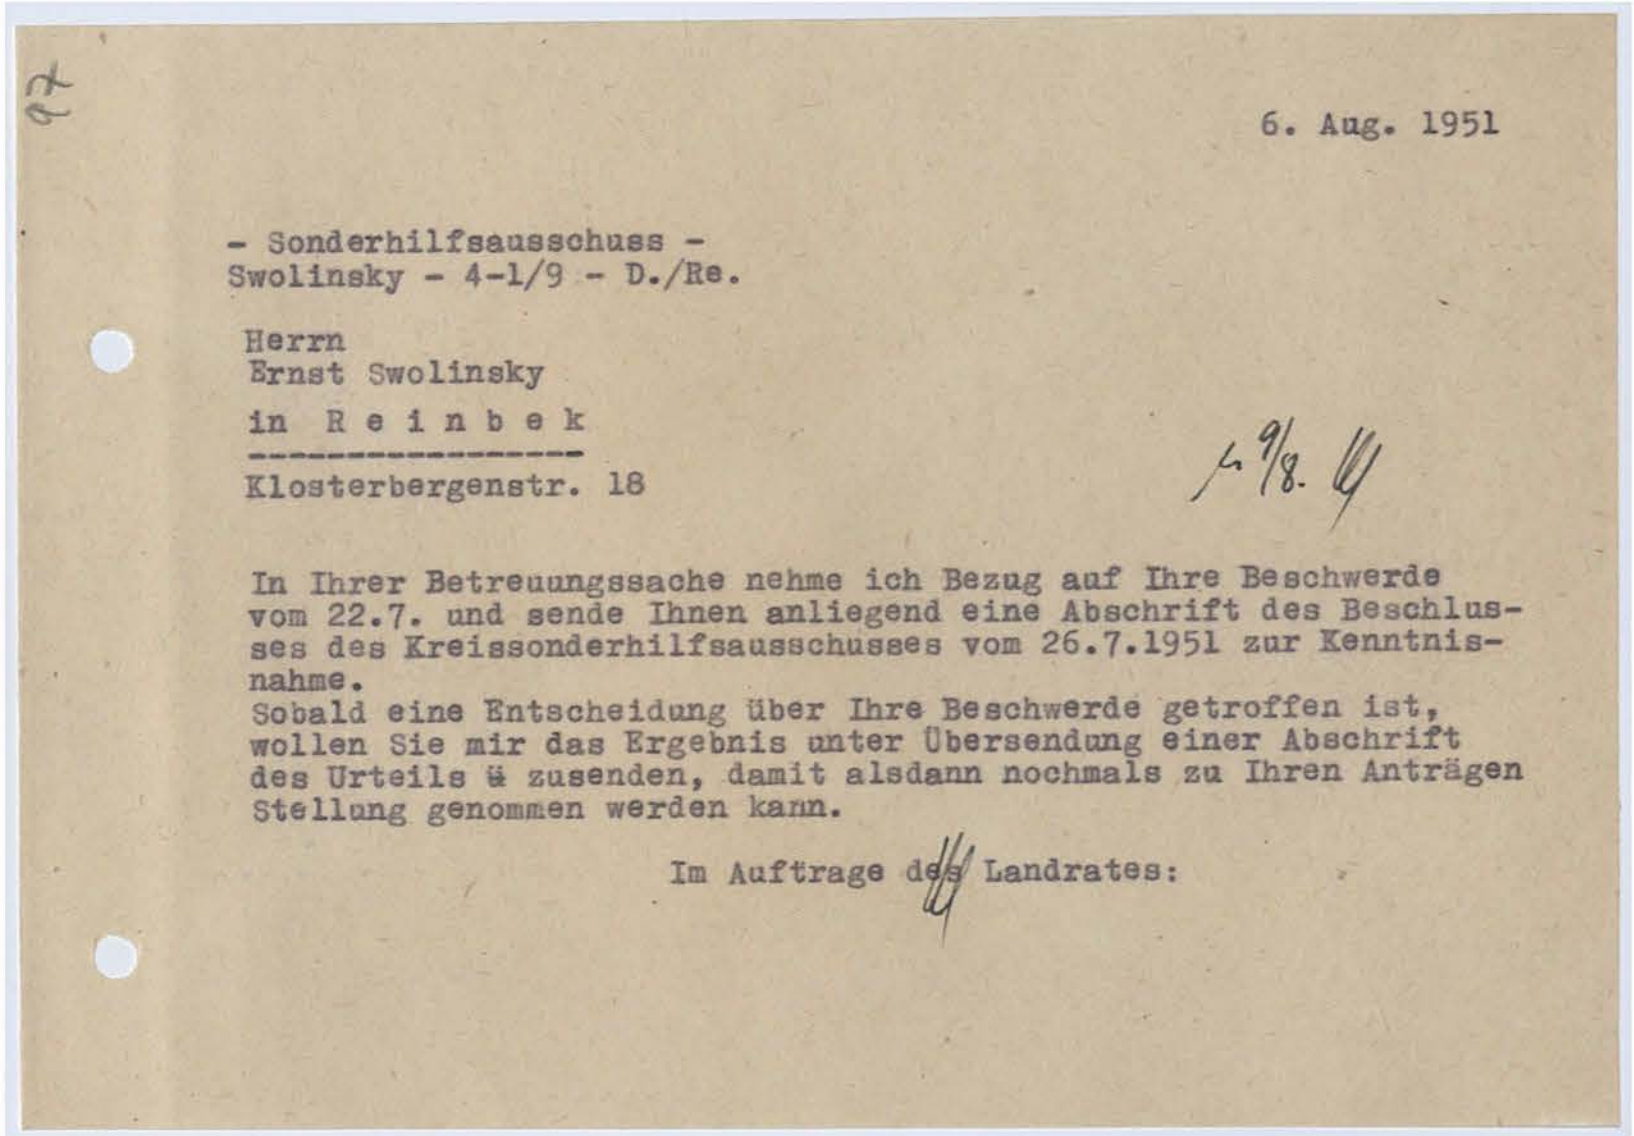 97
6. Aug. 1951
- Sonderhilfsausschuss -
Swolinsky - 4-1/9 - D./Re.
Herrn
Ernst Swolinsky
in R e i n b e k
-----------------
Klosterbergenstr. 18
9/8.
In Ihrer Betreuungssache nehme ich Bezug auf Ihre Beschwerde
vom 22.7. und sende Ihnen anliegend eine Abschrift des Beschlus-
ses des Kreissonderhilfsausschusses vom 26.7.1951 zur Kenntnis-
nahme.
Sobald eine Entscheidung über Ihre Beschwerde getroffen ist,
wollen Sie mir das Ergebnis unter Übersendung einer Abschrift
des Urteils ü zusenden, damit alsdann nochmals zu Ihren Anträgen
Stellung genommen werden kann.
Im Auftrage des Landrates: